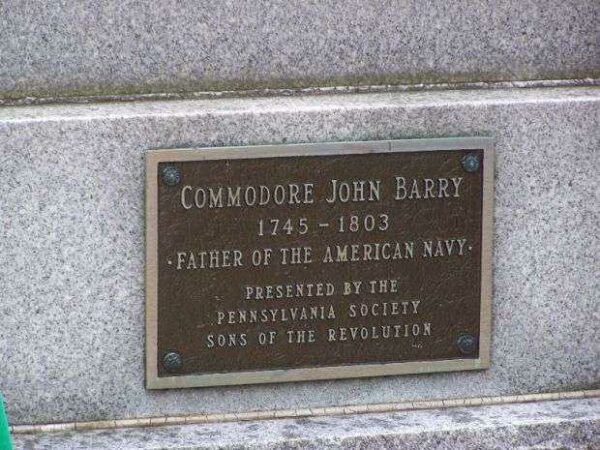 COMMODORE JOHN BARRY
1745 - 1803
·FATHER OF THE AMERICAN NAVY·
PRESENTED BY THE
PENNSYLVANIA SOCIETY
SONS OF THE REVOLUTION